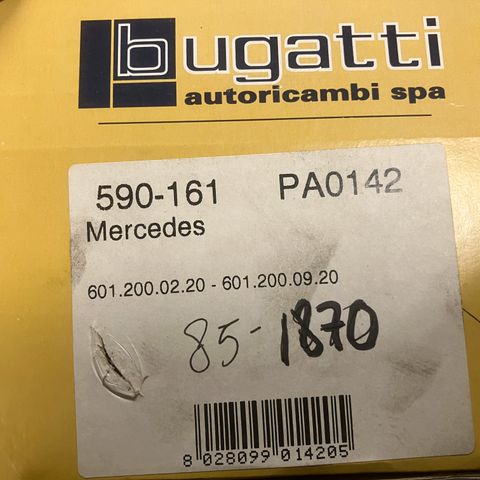 bugatti
autoricambi spa
590-161 PA0142
Mercedes
601.200.02.20 - 601.200.09.20
85-1870
8 028099 014205